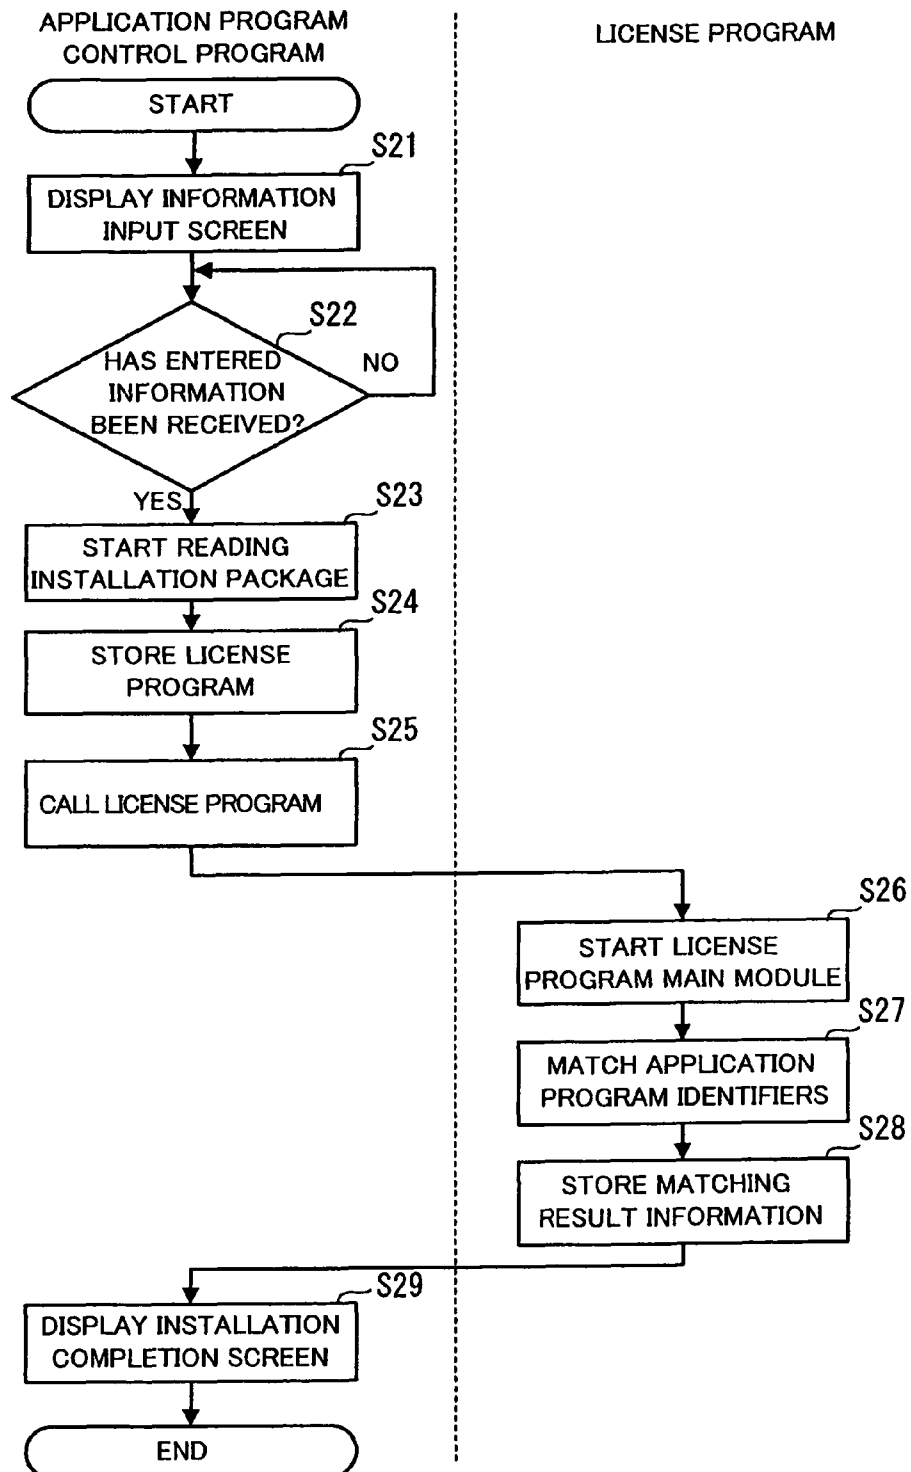 APPLICATION PROGRAM
CONTROL PROGRAM
LICENSE PROGRAM
START
S21
DISPLAY INFORMATION
INPUT SCREEN
S22
HAS ENTERED
INFORMATION
BEEN RECEIVED?
NO
YES
S23
START READING
INSTALLATION PACKAGE
S24
STORE LICENSE
PROGRAM
S25
CALL LICENSE PROGRAM
S26
START LICENSE
PROGRAM MAIN MODULE
S27
MATCH APPLICATION
PROGRAM IDENTIFIERS
S28
STORE MATCHING
RESULT INFORMATION
S29
DISPLAY INSTALLATION
COMPLETION SCREEN
END